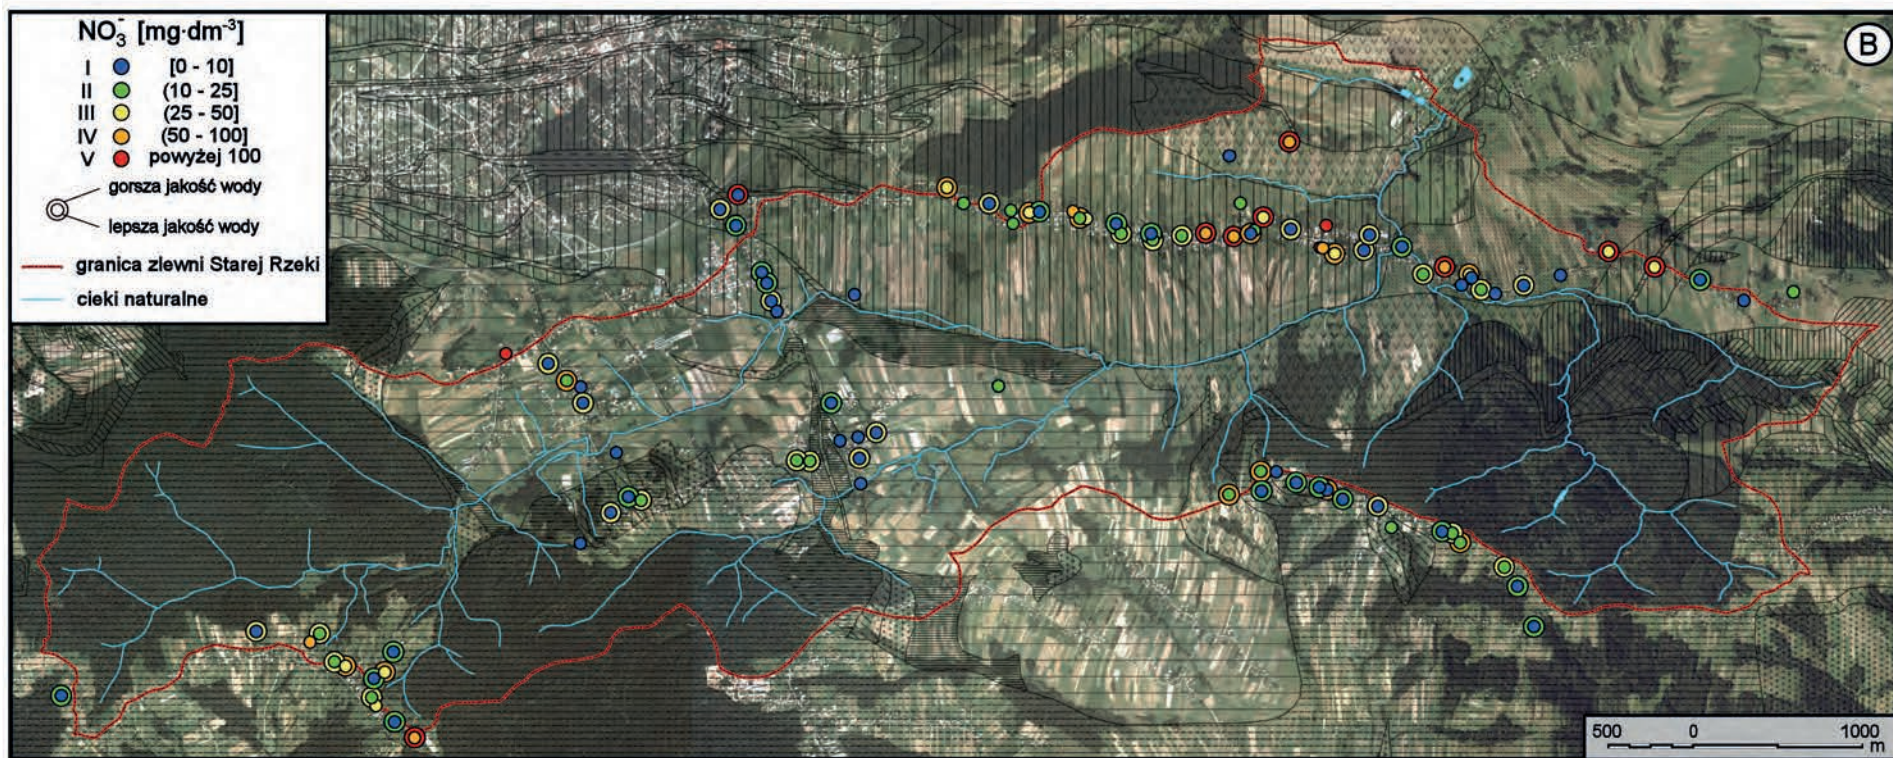 NO₃⁻ [mg·dm⁻³]
I [0 - 10]
II (10 - 25]
III (25 - 50]
IV (50 - 100]
V powyżej 100
gorsza jakość wody
lepsza jakość wody
granica zlewni Starej Rzeki
cieki naturalne
B
500 0 1000
m